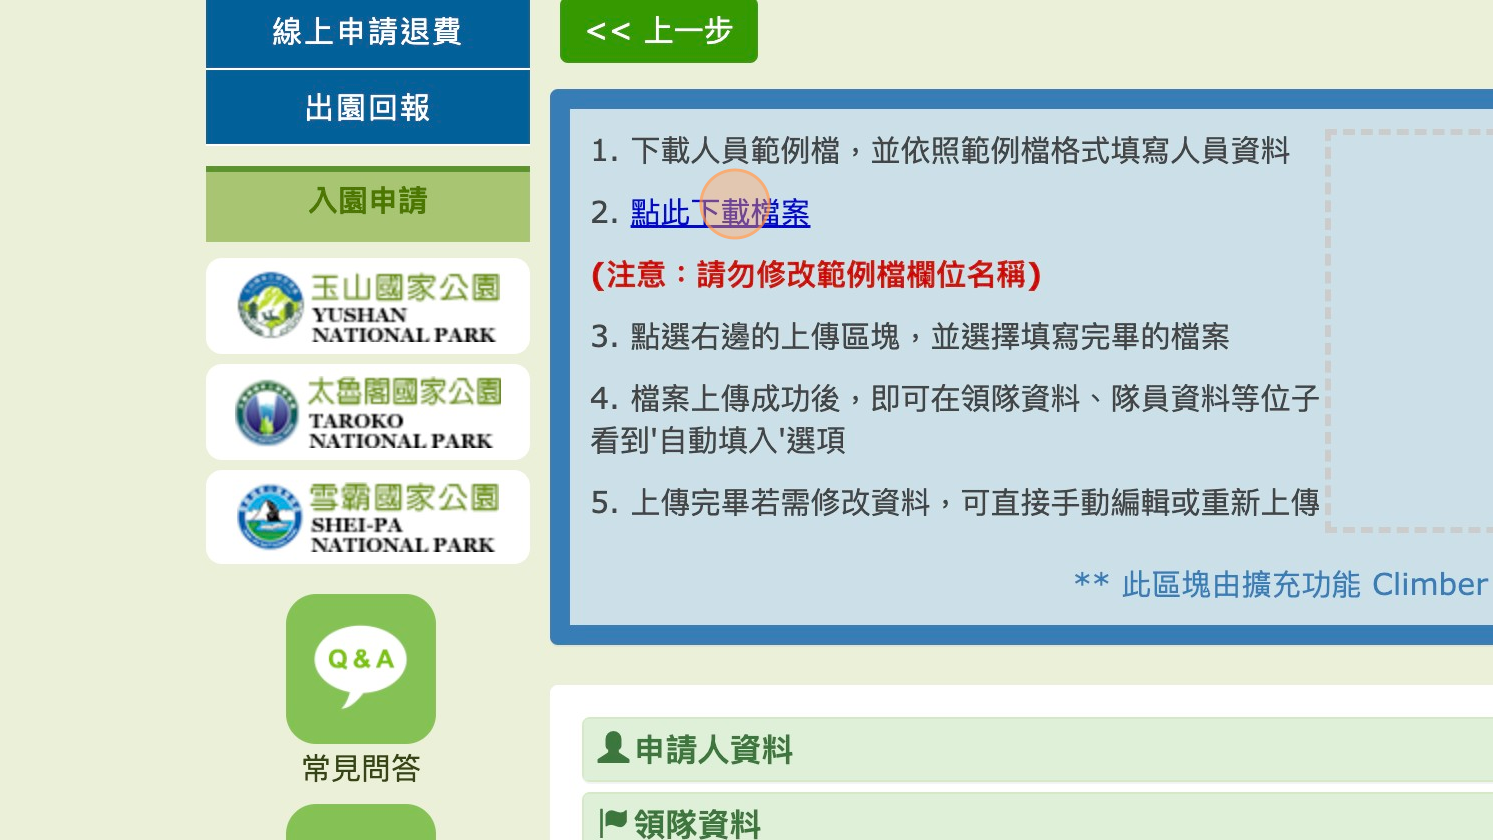 線上申請退費
出園回報
入園申請
玉山國家公園
YUSHAN
NATIONAL PARK
太魯閣國家公園
TAROKO
NATIONAL PARK
雪霸國家公園
SHEI-PA
NATIONAL PARK
Q & A
常見問答
<< 上一步
1. 下載人員範例檔，並依照範例檔格式填寫人員資料
2. 點此下載檔案
(注意：請勿修改範例檔欄位名稱)
3. 點選右邊的上傳區塊，並選擇填寫完畢的檔案
4. 檔案上傳成功後，即可在領隊資料、隊員資料等位子
看到'自動填入'選項
5. 上傳完畢若需修改資料，可直接手動編輯或重新上傳
** 此區塊由擴充功能 Climber
申請人資料
領隊資料